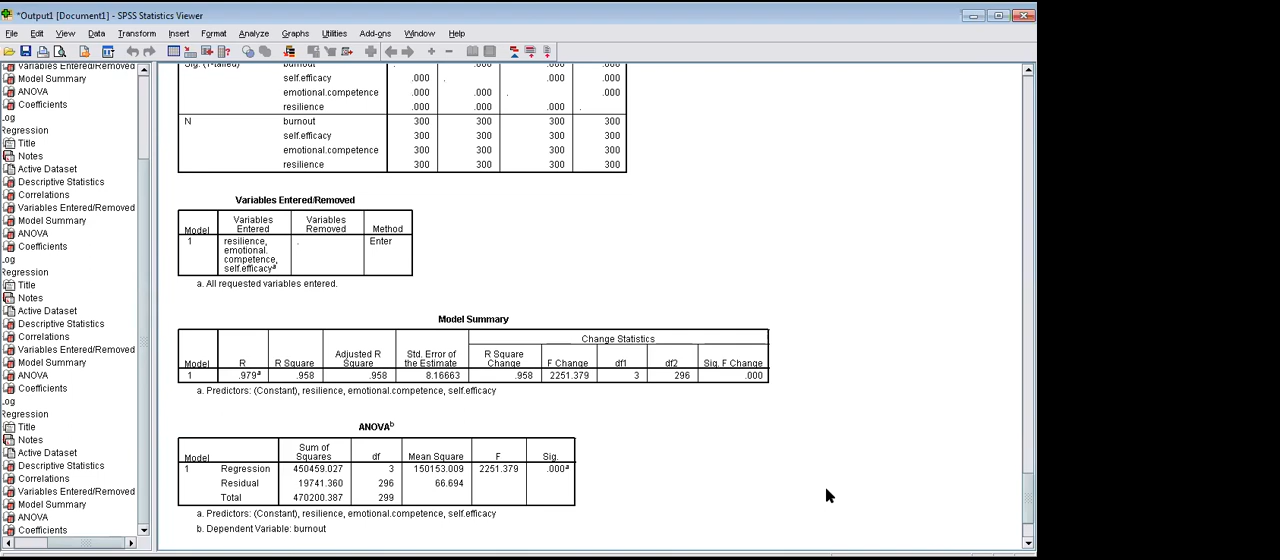 *Output1 [Document1] - SPSS Statistics Viewer
File Edit View Data Transform Insert Format Analyze Graphs Utilities Add-ons Window Help
Variables Entered/Removed
Model Summary
ANOVA
Coefficients
Log
Regression
Title
Notes
Active Dataset
Descriptive Statistics
Correlations
Variables Entered/Removed
Model Summary
ANOVA
Coefficients
Log
Regression
Title
Notes
Active Dataset
Descriptive Statistics
Correlations
Variables Entered/Removed
Model Summary
ANOVA
Coefficients
Log
Regression
Title
Notes
Active Dataset
Descriptive Statistics
Correlations
Variables Entered/Removed
Model Summary
ANOVA
Coefficients
Sig. (1-tailed) burnout . .000 .000 .000
self.efficacy .000 . .000 .000
emotional.competence .000 .000 . .000
resilience .000 .000 .000 .
N burnout 300 300 300 300
self.efficacy 300 300 300 300
emotional.competence 300 300 300 300
resilience 300 300 300 300
Variables Entered/Removed
Model Variables Entered Variables Removed Method
1 resilience, . Enter
emotional.
competence,
self.efficacya
a. All requested variables entered.
Model Summary
Change Statistics
Model R R Square Adjusted R Square Std. Error of the Estimate R Square Change F Change df1 df2 Sig. F Change
1 .979a .958 .958 8.16663 .958 2251.379 3 296 .000
a. Predictors: (Constant), resilience, emotional.competence, self.efficacy
ANOVAb
Model Sum of Squares df Mean Square F Sig.
1 Regression 450459.027 3 150153.009 2251.379 .000a
Residual 19741.360 296 66.694
Total 470200.387 299
a. Predictors: (Constant), resilience, emotional.competence, self.efficacy
b. Dependent Variable: burnout